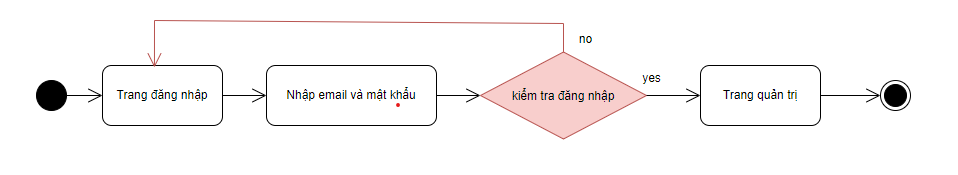 no
yes
Trang đăng nhập
Nhập email và mật khẩu
kiểm tra đăng nhập
Trang quản trị